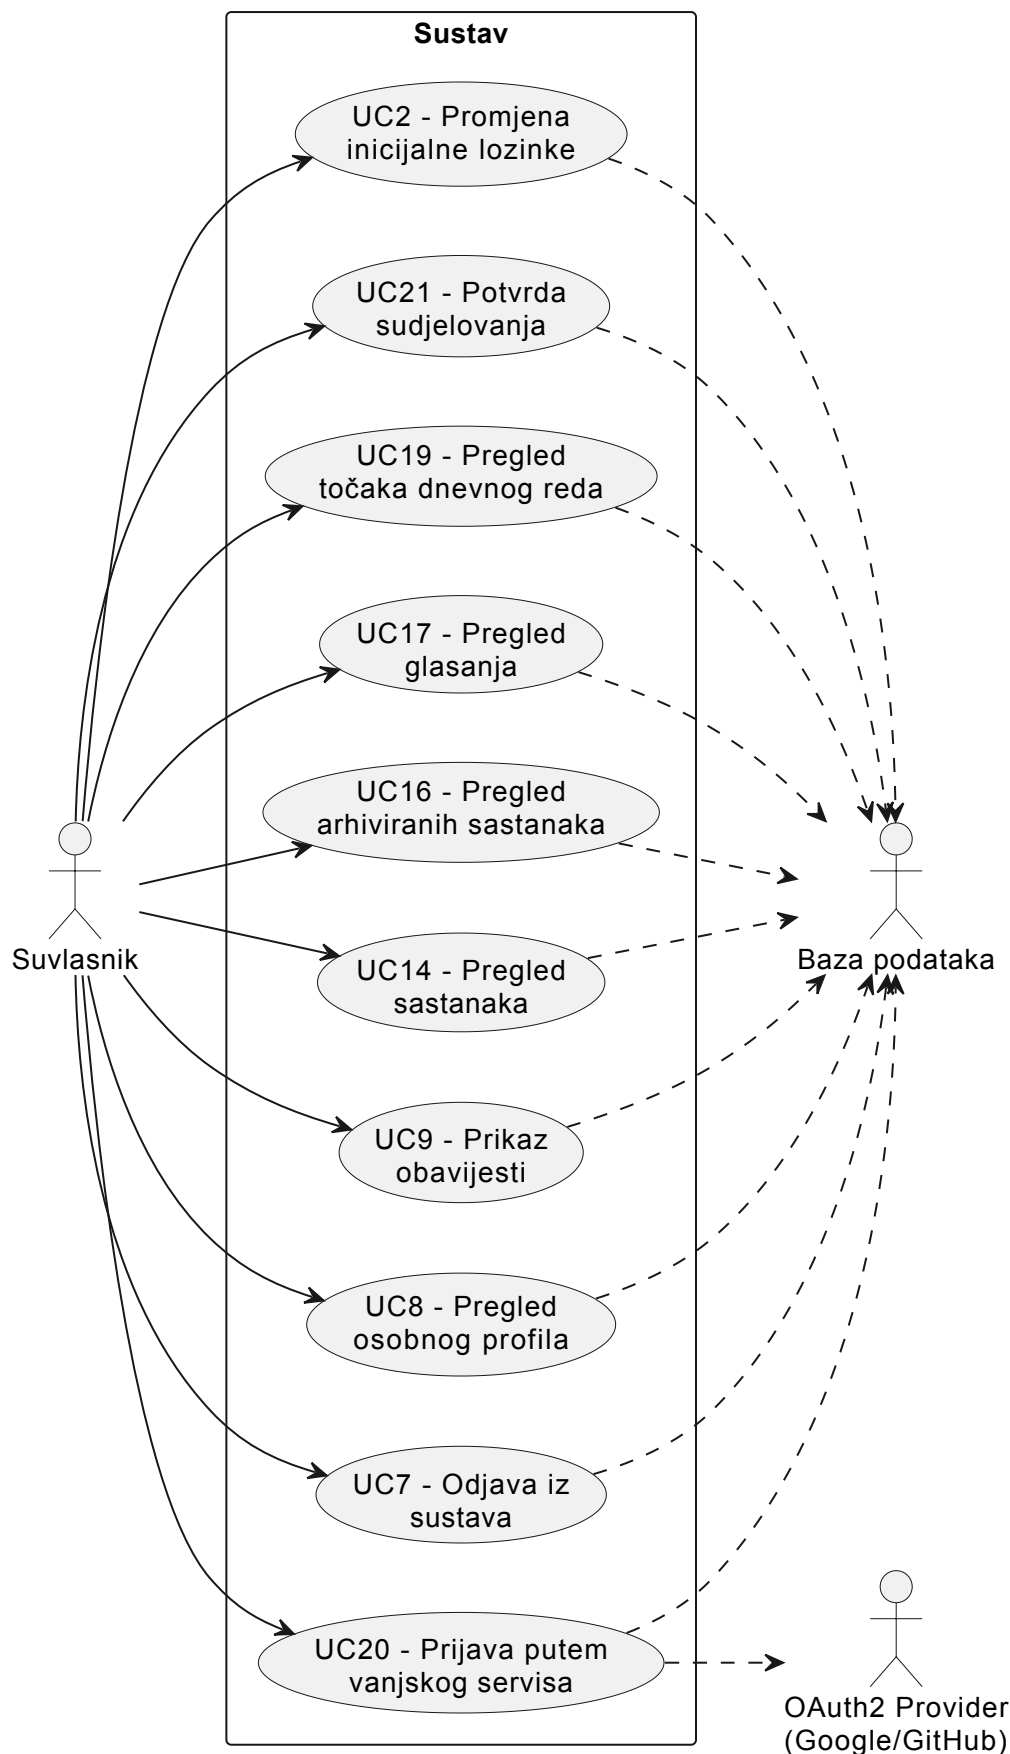 Sustav
UC2 - Promjena
inicijalne lozinke
UC21 - Potvrda
sudjelovanja
UC19 - Pregled
točaka dnevnog reda
UC17 - Pregled
glasanja
UC16 - Pregled
arhiviranih sastanaka
Suvlasnik
Baza podataka
UC14 - Pregled
sastanaka
UC9 - Prikaz
obavijesti
UC8 - Pregled
osobnog profila
UC7 - Odjava iz
sustava
UC20 - Prijava putem
vanjskog servisa
OAuth2 Provider
(Google/GitHub)